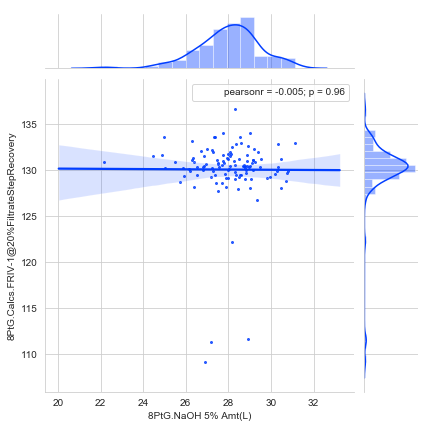 pearsonr = -0.005; p = 0.96
135
130
125
120
115
110
8PtG.Calcs.FRIV-1@20%FiltrateStepRecovery
20 22 24 26 28 30 32
8PtG.NaOH 5% Amt(L)